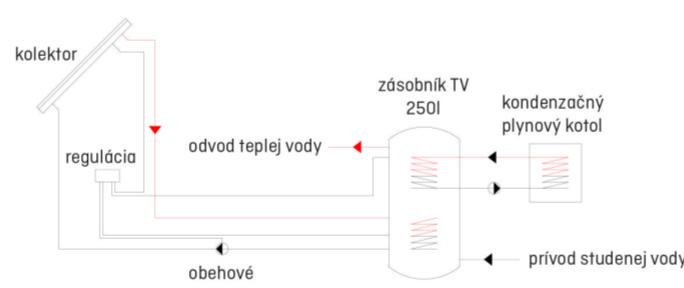 kolektor
zásobník TV
250l
kondenzačný
plynový kotol
odvod teplej vody
regulácia
prívod studenej vody
obehové